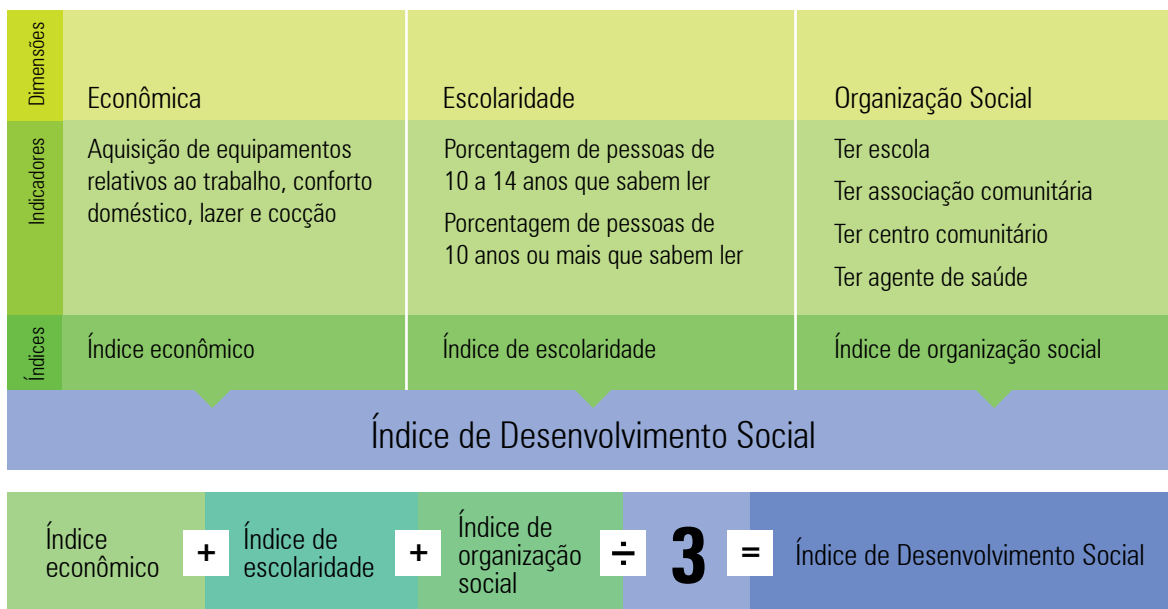 Dimensões
Econômica
Escolaridade
Organização Social
Indicadores
Aquisição de equipamentos
relativos ao trabalho, conforto
doméstico, lazer e cocção
Porcentagem de pessoas de
10 a 14 anos que sabem ler
Porcentagem de pessoas de
10 anos ou mais que sabem ler
Ter escola
Ter associação comunitária
Ter centro comunitário
Ter agente de saúde
Índices
Índice econômico
Índice de escolaridade
Índice de organização social
Índice de Desenvolvimento Social
Índice
econômico
+
Índice de
escolaridade
+
Índice de
organização
social
÷
3
=
Índice de Desenvolvimento Social